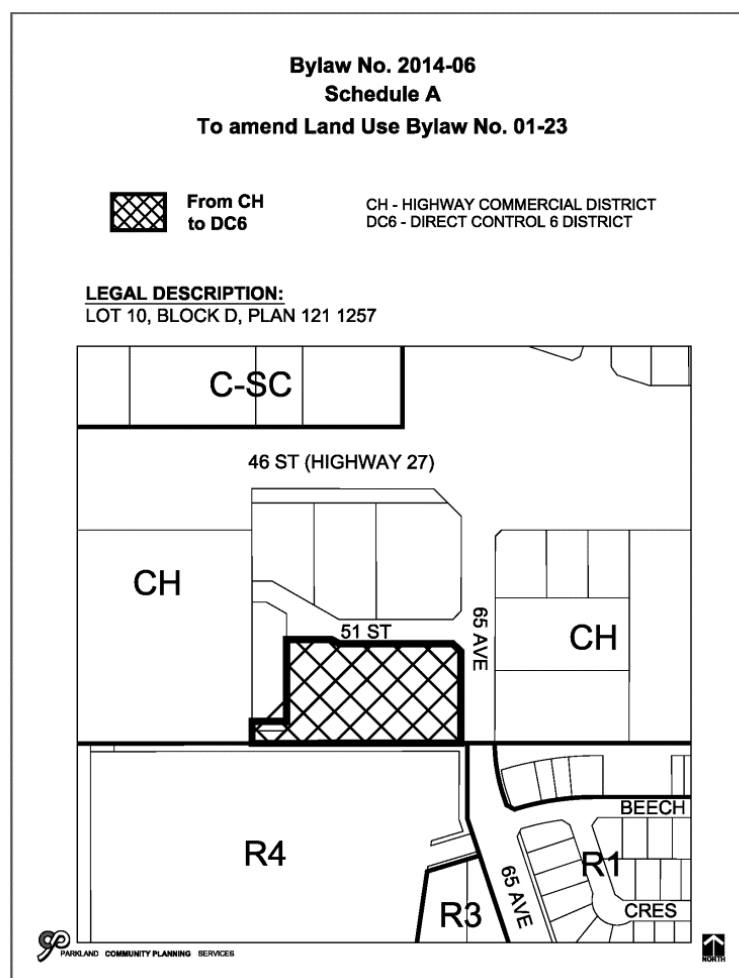 Bylaw No. 2014-06
Schedule A
To amend Land Use Bylaw No. 01-23
From CH
to DC6
CH - HIGHWAY COMMERCIAL DISTRICT
DC6 - DIRECT CONTROL 6 DISTRICT
LEGAL DESCRIPTION:
LOT 10, BLOCK D, PLAN 121 1257
C-SC
46 ST (HIGHWAY 27)
CH
51 ST
65 AVE
CH
BEECH
R4
R1
65 AVE
R3
CRES
PARKLAND COMMUNITY PLANNING SERVICES
NORTH